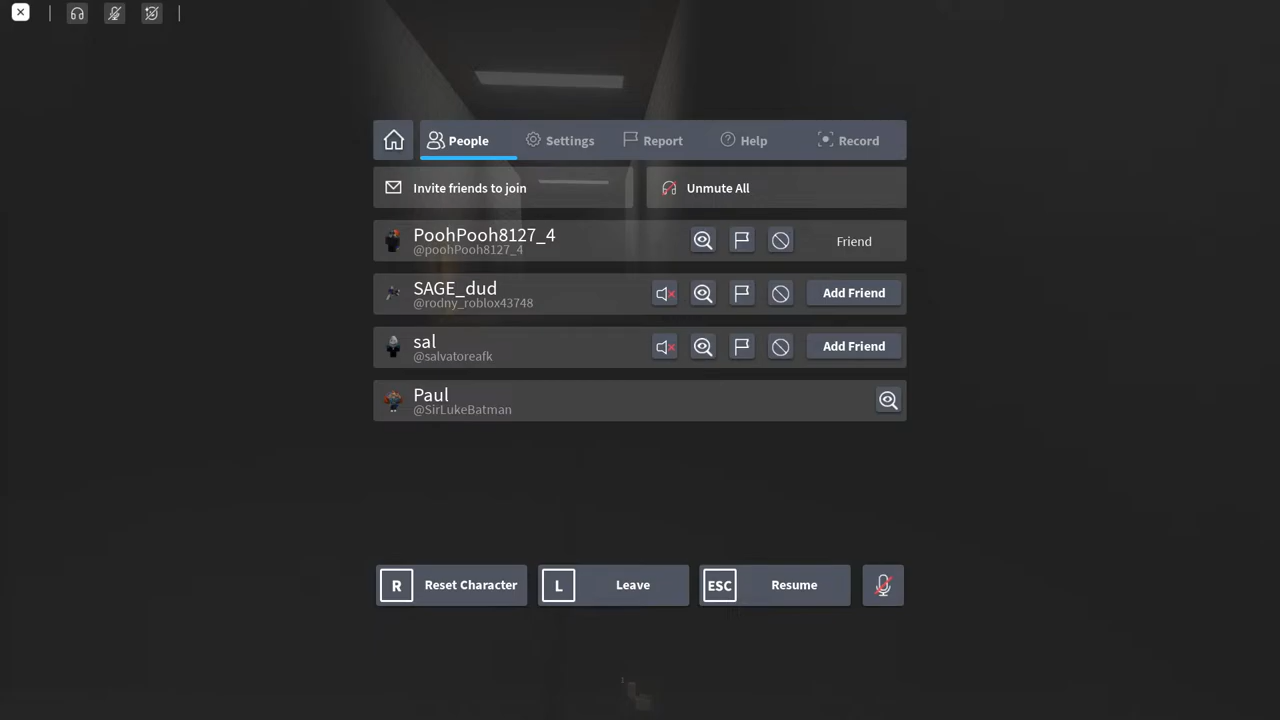 People
Settings
Report
Help
Record
Invite friends to join
Unmute All
PoohPooh8127_4
@poohPooh8127_4
Friend
SAGE_dud
@rodny_roblox43748
Add Friend
sal
@salvatoreafk
Add Friend
Paul
@SirLukeBatman
R Reset Character
L Leave
ESC Resume